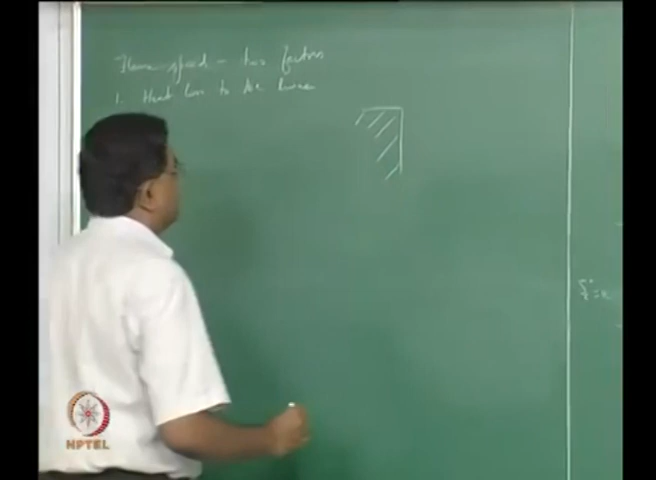 Flame speed - two factors
1. Heat loss to the burner
NPTEL